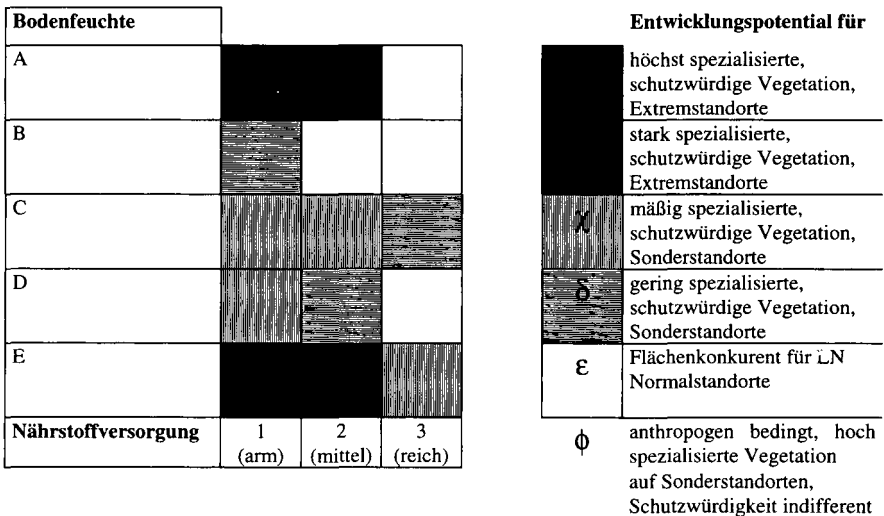 Bodenfeuchte
A
B
C
D
E
Nährstoffversorgung
1
(arm)
2
(mittel)
3
(reich)
Entwicklungspotential für
höchst spezialisierte,
schutzwürdige Vegetation,
Extremstandorte
stark spezialisierte,
schutzwürdige Vegetation,
Extremstandorte
χ
mäßig spezialisierte,
schutzwürdige Vegetation,
Sonderstandorte
δ
gering spezialisierte,
schutzwürdige Vegetation,
Sonderstandorte
ε
Flächenkonkurent für LN
Normalstandorte
ϕ
anthropogen bedingt, hoch
spezialisierte Vegetation
auf Sonderstandorten,
Schutzwürdigkeit indifferent